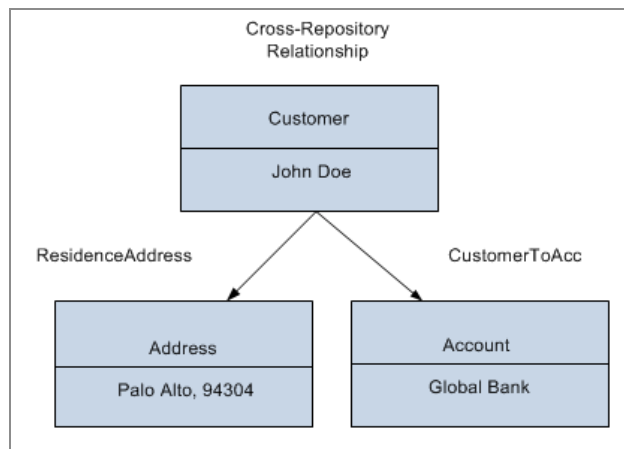 Cross-Repository
Relationship
Customer
John Doe
ResidenceAddress
CustomerToAcc
Address
Palo Alto, 94304
Account
Global Bank